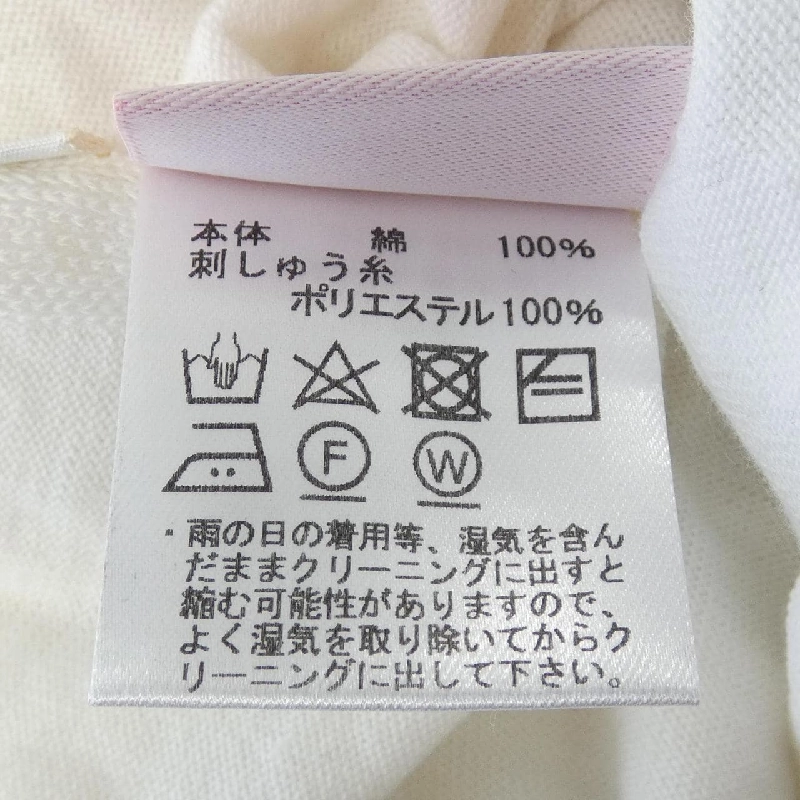 本体 綿 100%
刺しゅう糸
ポリエステル100%
F W
・雨の日の着用等、湿気を含ん
だままクリーニングに出すと
縮む可能性がありますので、
よく湿気を取り除いてからク
リーニングに出して下さい。